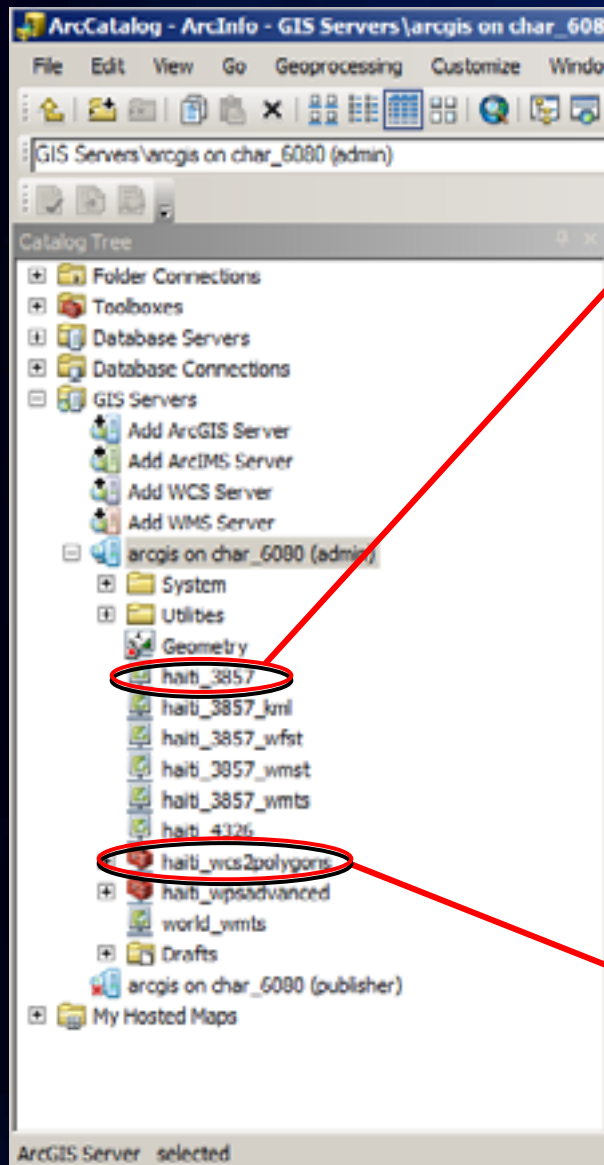 ArcCatalog - ArcInfo - GIS Servers\arcgis on char_608
File Edit View Go Geoprocessing Customize Windo
GIS Servers\arcgis on char_6080 (admin)
Catalog Tree
Folder Connections
Toolboxes
Database Servers
Database Connections
GIS Servers
Add ArcGIS Server
Add ArcIMS Server
Add WCS Server
Add WMS Server
arcgis on char_6080 (admin)
System
Utilities
Geometry
haiti_3857
haiti_3857_kml
haiti_3857_wfst
haiti_3857_wmst
haiti_3857_wmts
haiti_4326
haiti_wcs2polygons
haiti_wpsadvanced
world_wmts
Drafts
arcgis on char_6080 (publisher)
My Hosted Maps
ArcGIS Server selected